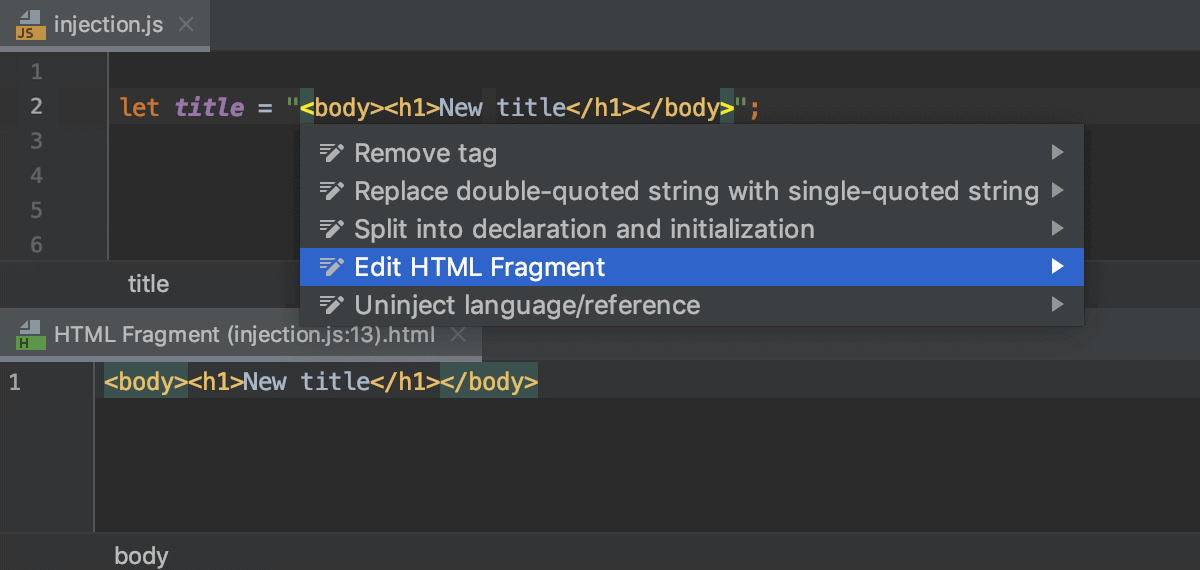 JS injection.js
1
2 let title = "<body><h1>New title</h1></body>";
3
4
5
6
Remove tag
Replace double-quoted string with single-quoted string
Split into declaration and initialization
Edit HTML Fragment
Uninject language/reference
title
H HTML Fragment (injection.js:13).html
1 <body><h1>New title</h1></body>
body